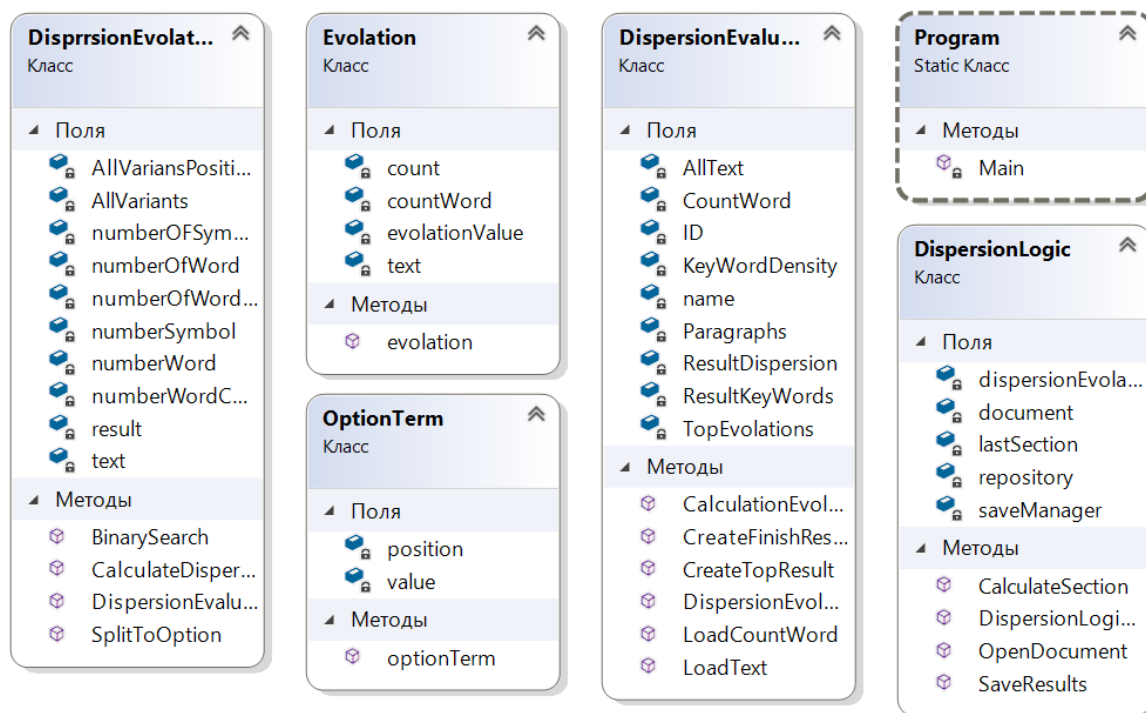 DisprrsionEvolat...
Класс
Поля
AllVariansPositi...
AllVariants
numberOFSym...
numberOfWord
numberOfWord...
numberSymbol
numberWord
numberWordC...
result
text
Методы
BinarySearch
CalculateDisper...
DispersionEvalu...
SplitToOption
Evolation
Класс
Поля
count
countWord
evolationValue
text
Методы
evolation
OptionTerm
Класс
Поля
position
value
Методы
optionTerm
DispersionEvalu...
Класс
Поля
AllText
CountWord
ID
KeyWordDensity
name
Paragraphs
ResultDispersion
ResultKeyWords
TopEvolations
Методы
CalculationEvol...
CreateFinishRes...
CreateTopResult
DispersionEvol...
LoadCountWord
LoadText
Program
Static Класс
Методы
Main
DispersionLogic
Класс
Поля
dispersionEvola...
document
lastSection
repository
saveManager
Методы
CalculateSection
DispersionLogi...
OpenDocument
SaveResults